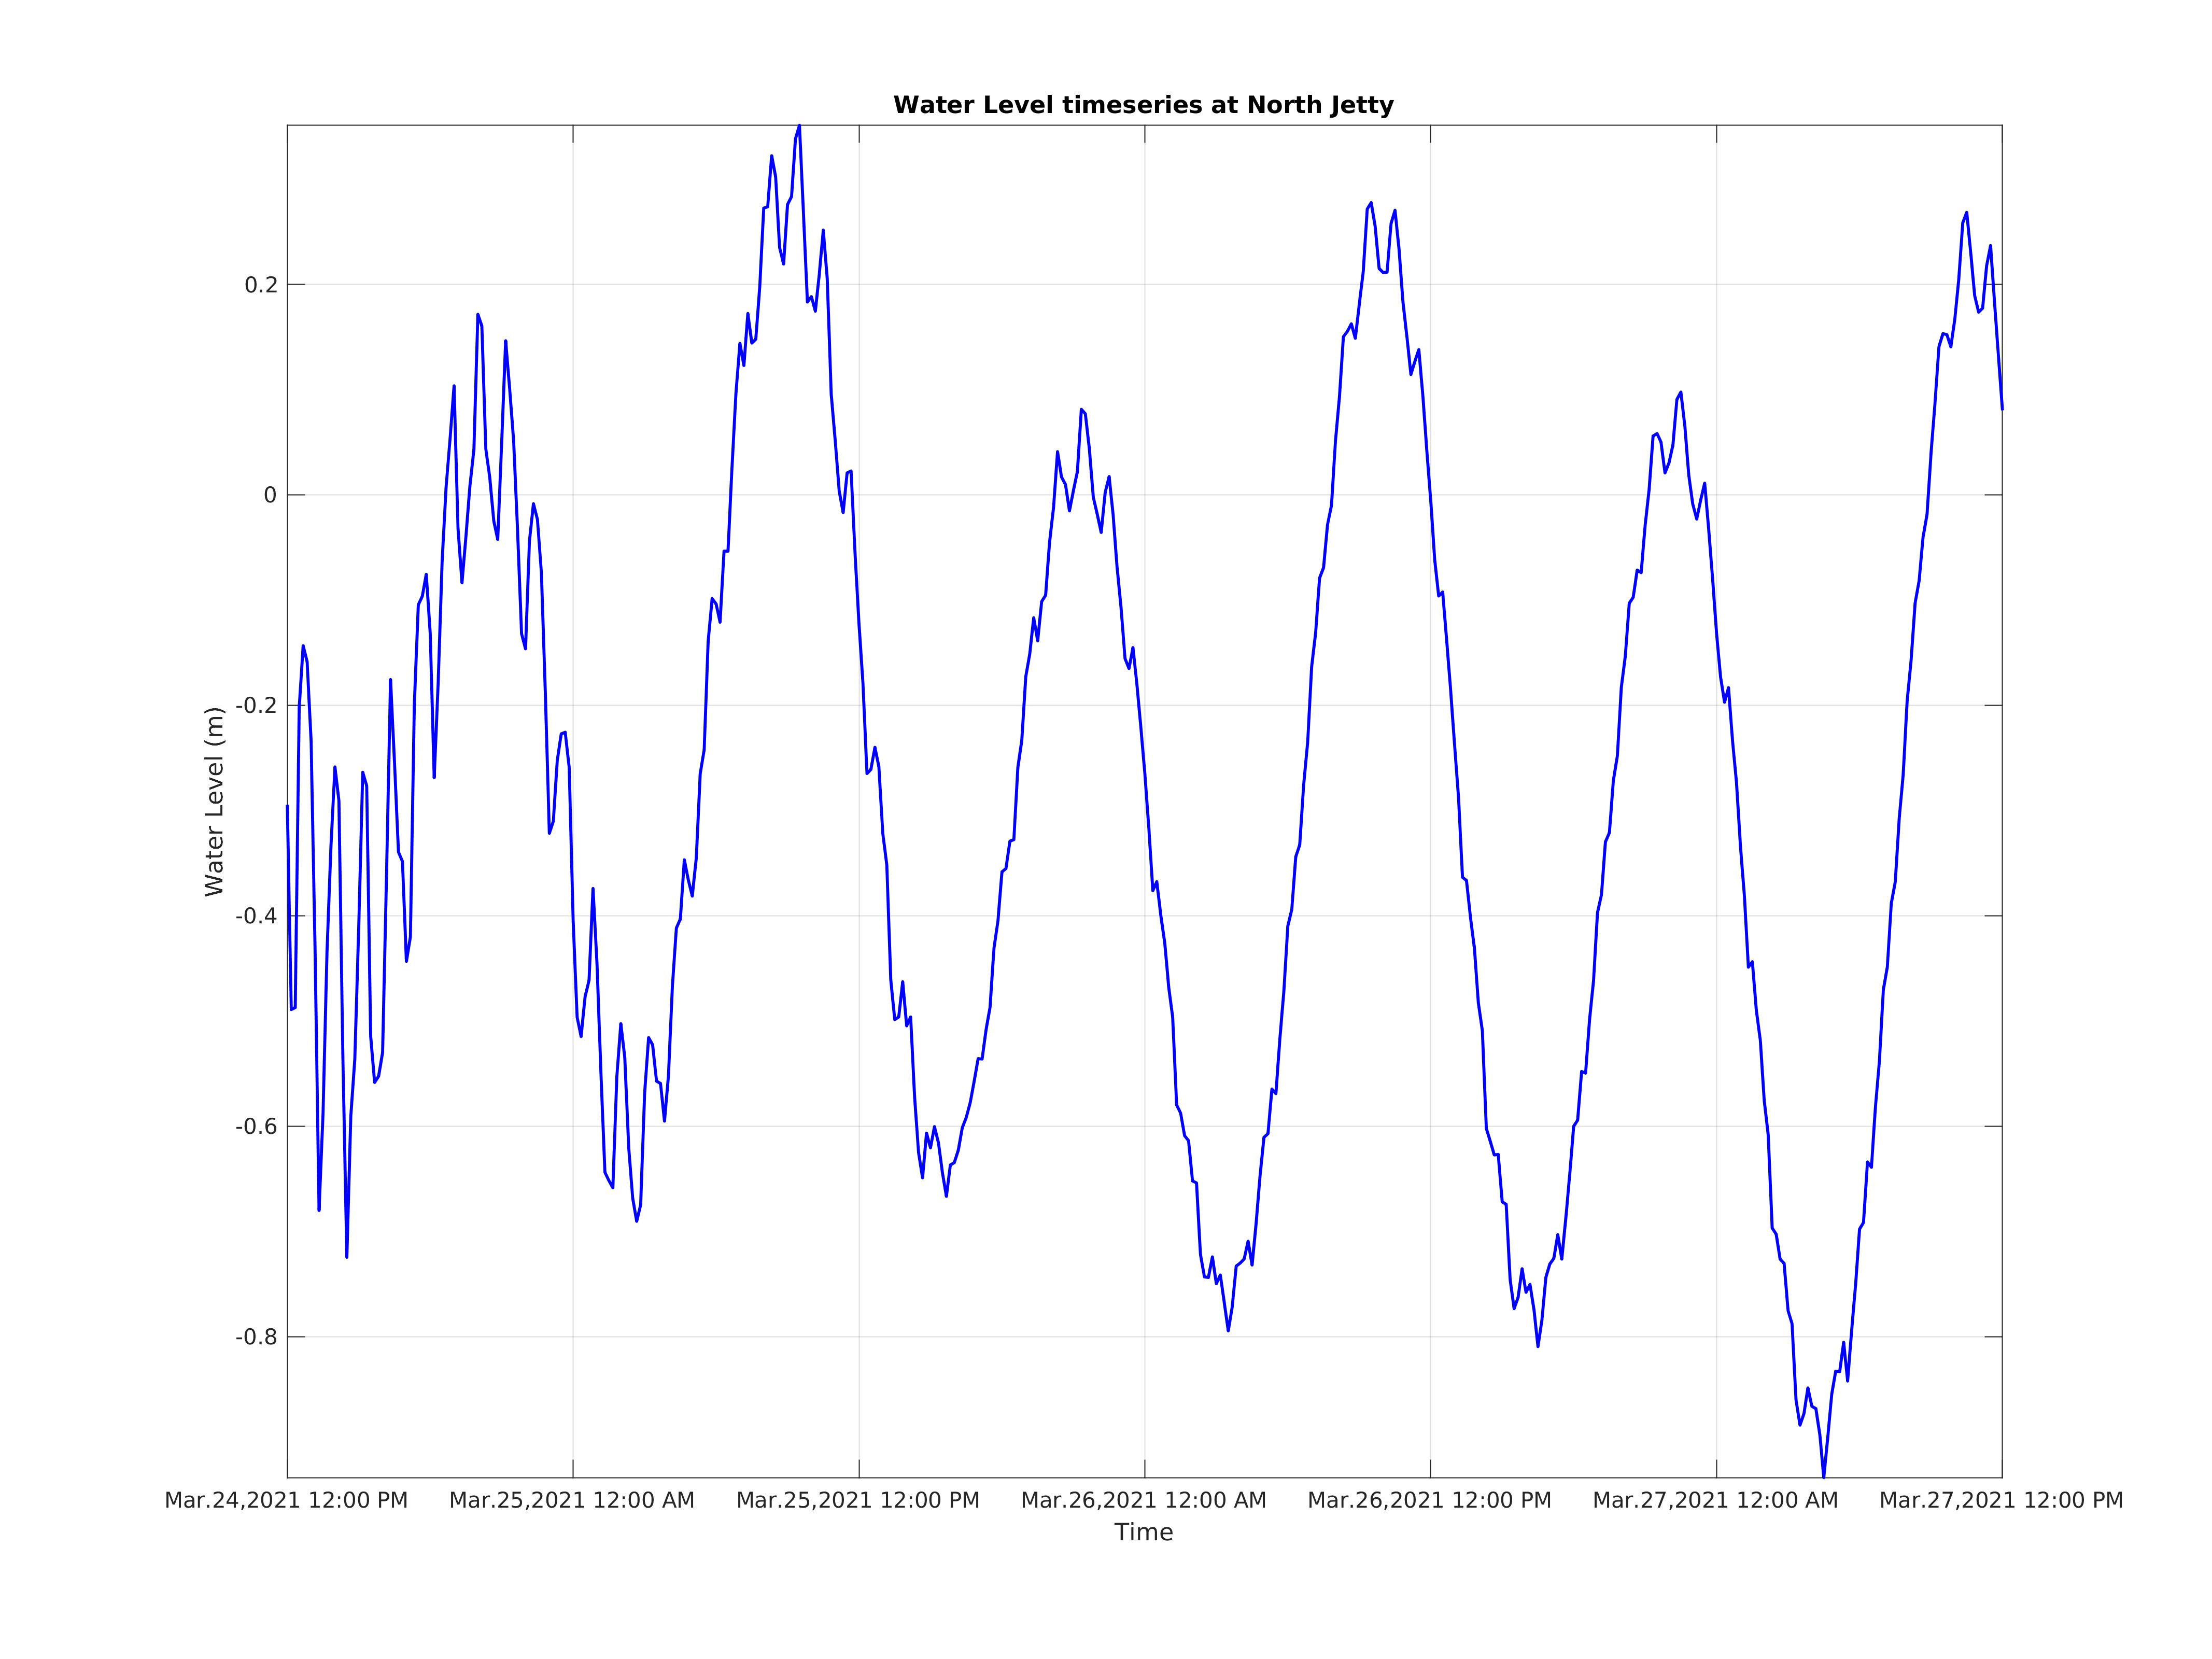 Water Level timeseries at North Jetty
Water Level (m)
0.2
0
-0.2
-0.4
-0.6
-0.8
Mar.24,2021 12:00 PM
Mar.25,2021 12:00 AM
Mar.25,2021 12:00 PM
Mar.26,2021 12:00 AM
Mar.26,2021 12:00 PM
Mar.27,2021 12:00 AM
Mar.27,2021 12:00 PM
Time